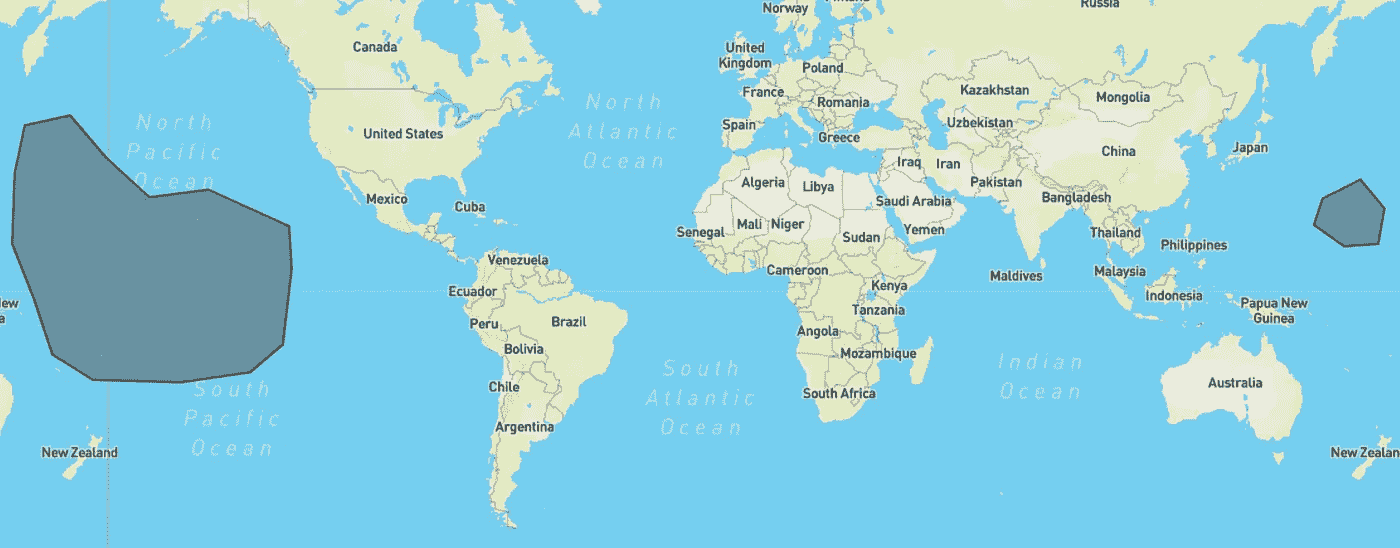 Norway
Russia
Canada
United
Kingdom
Poland
North
Atlantic
Ocean
France
Kazakhstan
Mongolia
Romania
North
Pacific
Ocean
United States
Spain
Uzbekistan
Greece
Japan
China
Iraq
Iran
Algeria
Libya
Pakistan
Mexico
Bangladesh
Saudi Arabia
Cuba
Mali
Niger
Senegal
Yemen
Thailand
Sudan
Philippines
Venezuela
Cameroon
Maldives
Malaysia
Ecuador
Kenya
Indonesia
Papua New
Guinea
Tanzania
Peru
Brazil
Angola
Bolivia
Mozambique
South
Atlantic
Ocean
Indian
Ocean
Chile
South Africa
Australia
South
Pacific
Ocean
Argentina
New Zealand
New Zealan